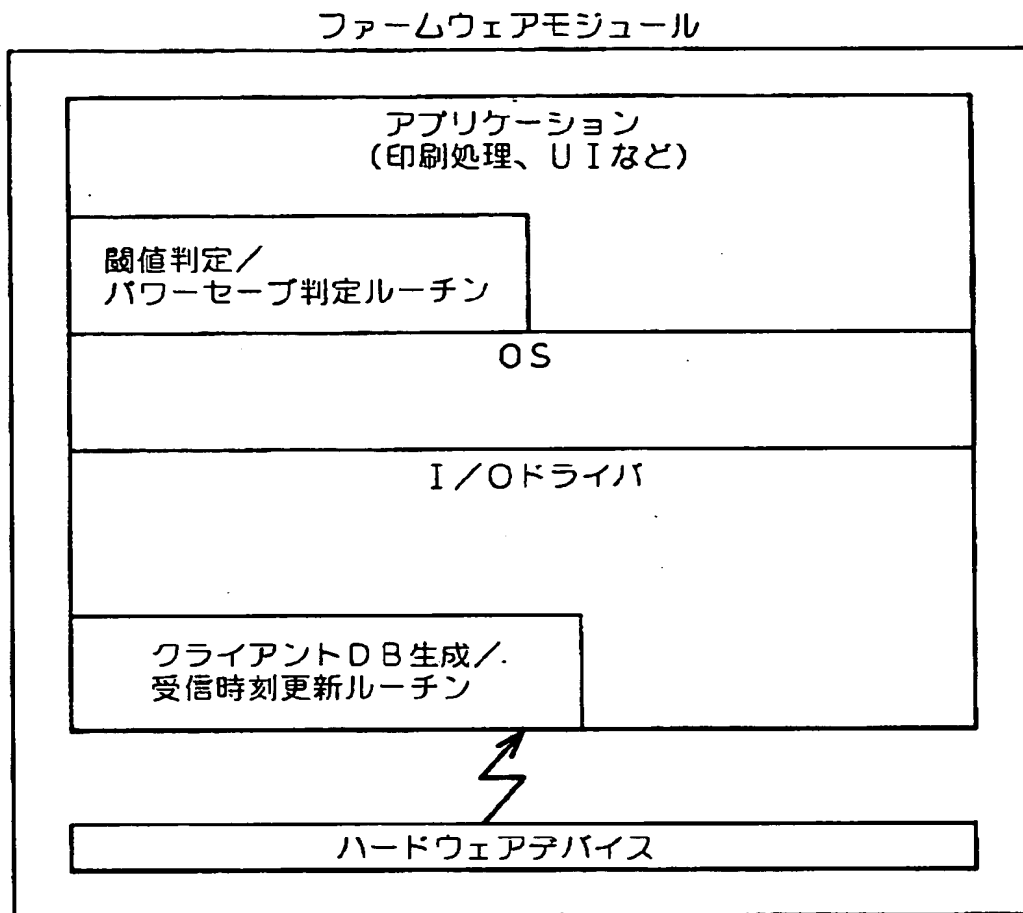 ファームウェアモジュール
アプリケーション
(印刷処理、UIなど)
閾値判定/
パワーセーブ判定ルーチン
OS
I/Oドライバ
クライアントDB生成/
受信時刻更新ルーチン
ハードウェアデバイス